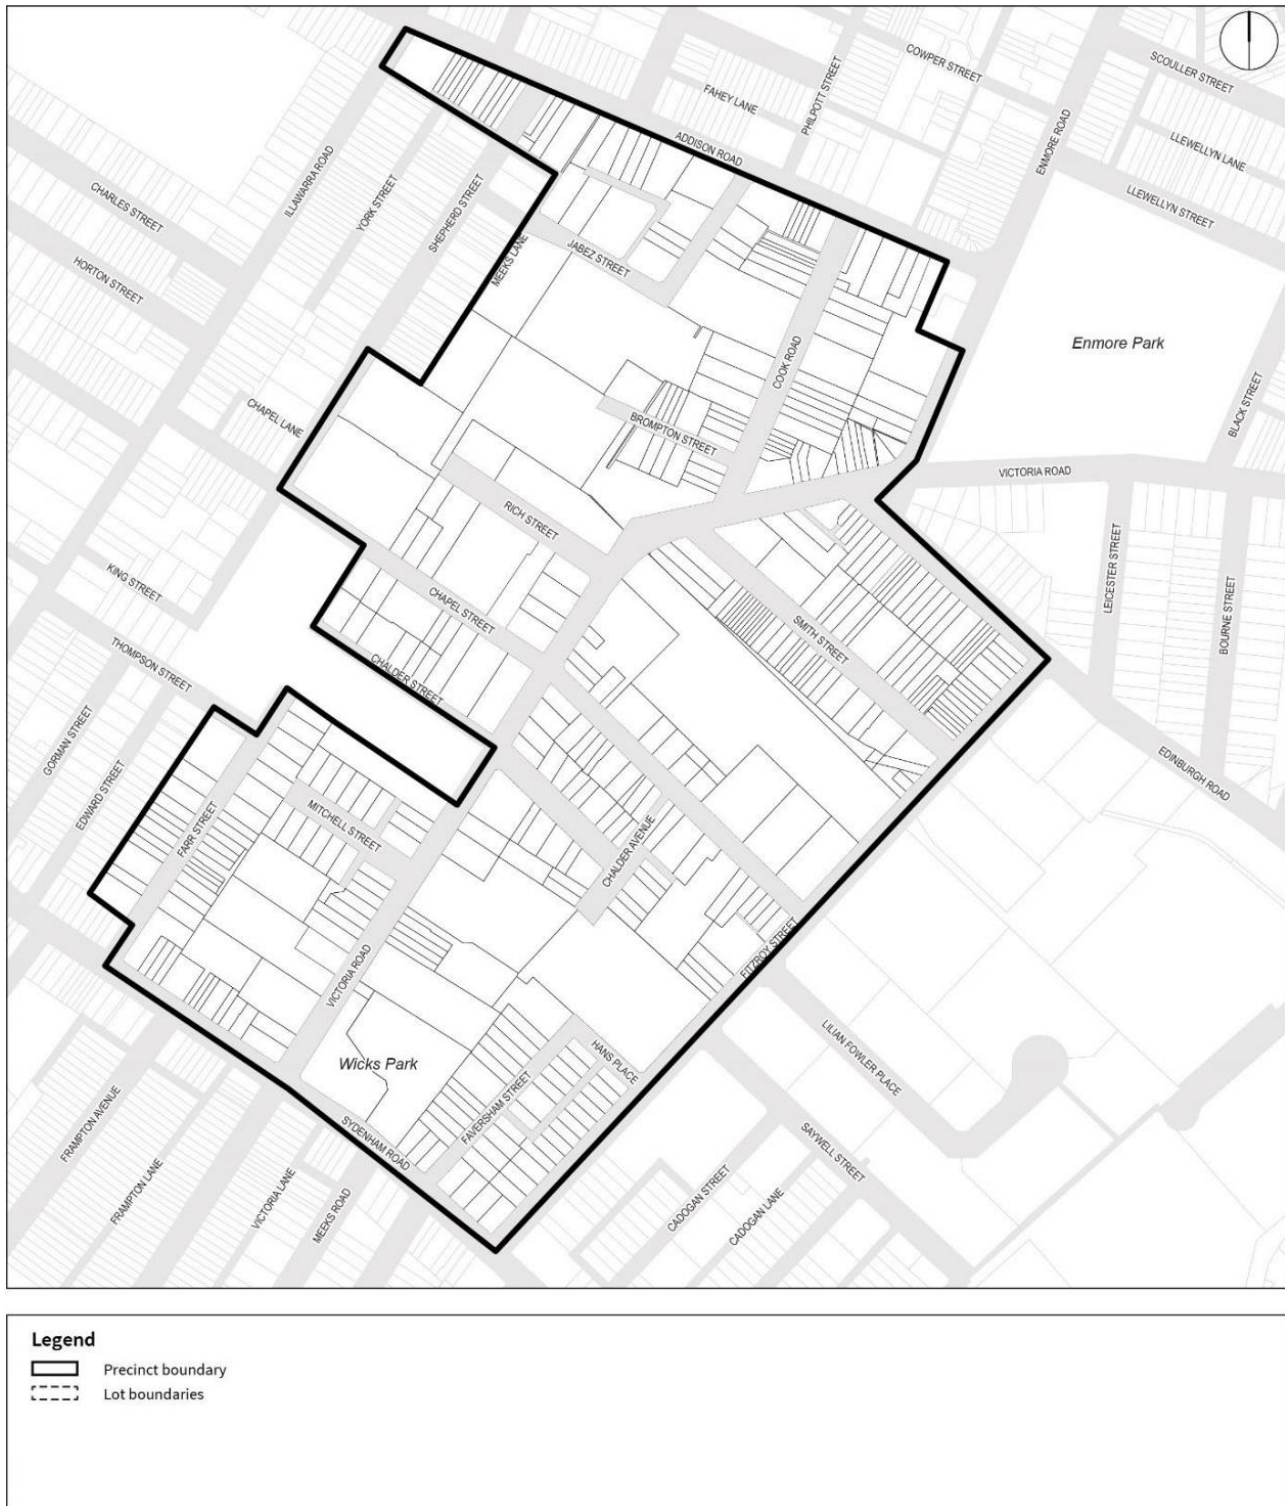 COWPER STREET
SCOULLER STREET
PHILPOTT STREET
FAHEY LANE
ENMORE ROAD
LLEWELLYN LANE
ADDISON ROAD
LLEWELLYN STREET
ILLAWARRA ROAD
CHARLES STREET
YORK STREET
SHEPHERD STREET
MEEKS LANE
JABEZ STREET
HORTON STREET
Enmore Park
COOK ROAD
BLACK STREET
CHAPEL LANE
BROMPTON STREET
VICTORIA ROAD
RICH STREET
LEICESTER STREET
BOURNE STREET
KING STREET
CHAPEL STREET
SMITH STREET
THOMPSON STREET
CHALDER STREET
GORMAN STREET
EDWARD STREET
EDINBURGH ROAD
FARR STREET
MITCHELL STREET
CHALDER AVENUE
VICTORIA ROAD
FITZROY STREET
Wicks Park
HANS PLACE
LILIAN FOWLER PLACE
FAVERSHAM STREET
FRAMPTON AVENUE
SYDENHAM ROAD
FRAMPTON LANE
VICTORIA LANE
MEEKS ROAD
CADOGAN STREET
CADOGAN LANE
SAYWELL STREET
Legend
Precinct boundary
Lot boundaries